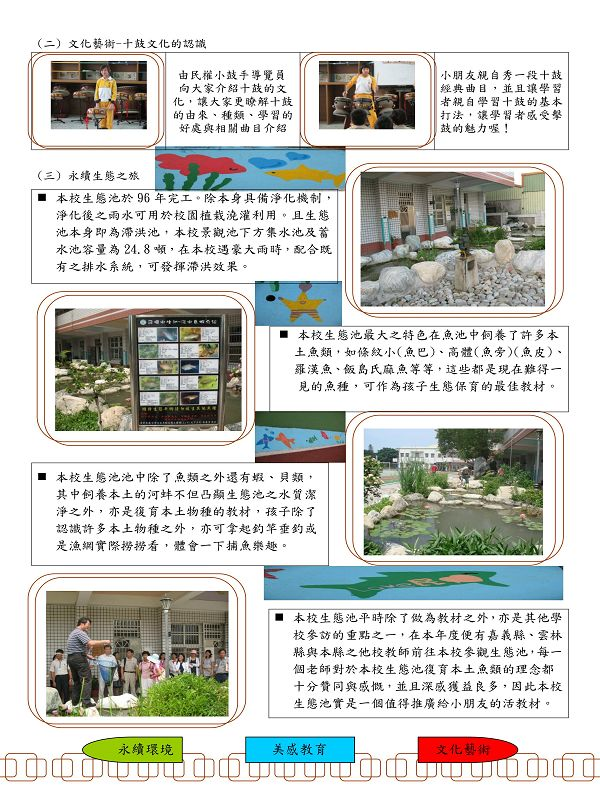 （二）文化藝術-十鼓文化的認識
由民權小鼓手導覽員
向大家介紹十鼓的文
化，讓大家更瞭解十鼓
的由來、種類、學習的
好處與相關曲目介紹
小朋友親自秀一段十鼓
經典曲目，並且讓學習
者親自學習十鼓的基本
打法，讓學習者感受擊
鼓的魅力喔！
（三）永續生態之旅
■ 本校生態池於 96 年完工。除本身具備淨化機制，
淨化後之雨水可用於校園植栽澆灌利用。且生態
池本身即為滯洪池，本校景觀池下方集水池及蓄
水池容量為 24.8 噸，在本校遇豪大雨時，配合既
有之排水系統，可發揮滯洪效果。
■ 本校生態池最大之特色在魚池中飼養了許多本
土魚類，如條紋小(魚巴)、高體(魚旁)(魚皮)、
羅漢魚、飯島氏麻魚等等，這些都是現在難得一
見的魚種，可作為孩子生態保育的最佳教材。
■ 本校生態池池中除了魚類之外還有蝦、貝類，
其中飼養本土的河蚌不但凸顯生態池之水質潔
淨之外，亦是復育本土物種的教材，孩子除了
認識許多本土物種之外，亦可拿起釣竿垂釣或
是漁網實際撈撈看，體會一下捕魚樂趣。
■ 本校生態池平時除了做為教材之外，亦是其他學
校參訪的重點之一，在本年度便有嘉義縣、雲林
縣與本縣之他校教師前往本校參觀生態池，每一
個老師對於本校生態池復育本土魚類的理念都
十分贊同與感慨，並且深感獲益良多，因此本校
生態池實是一個值得推廣給小朋友的活教材。
永續環境
美感教育
文化藝術